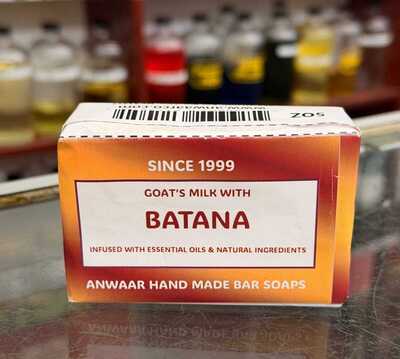 5OZ
SINCE 1999
GOAT'S MILK WITH
BATANA
INFUSED WITH ESSENTIAL OILS & NATURAL INGREDIENTS
ANWAAR HAND MADE BAR SOAPS